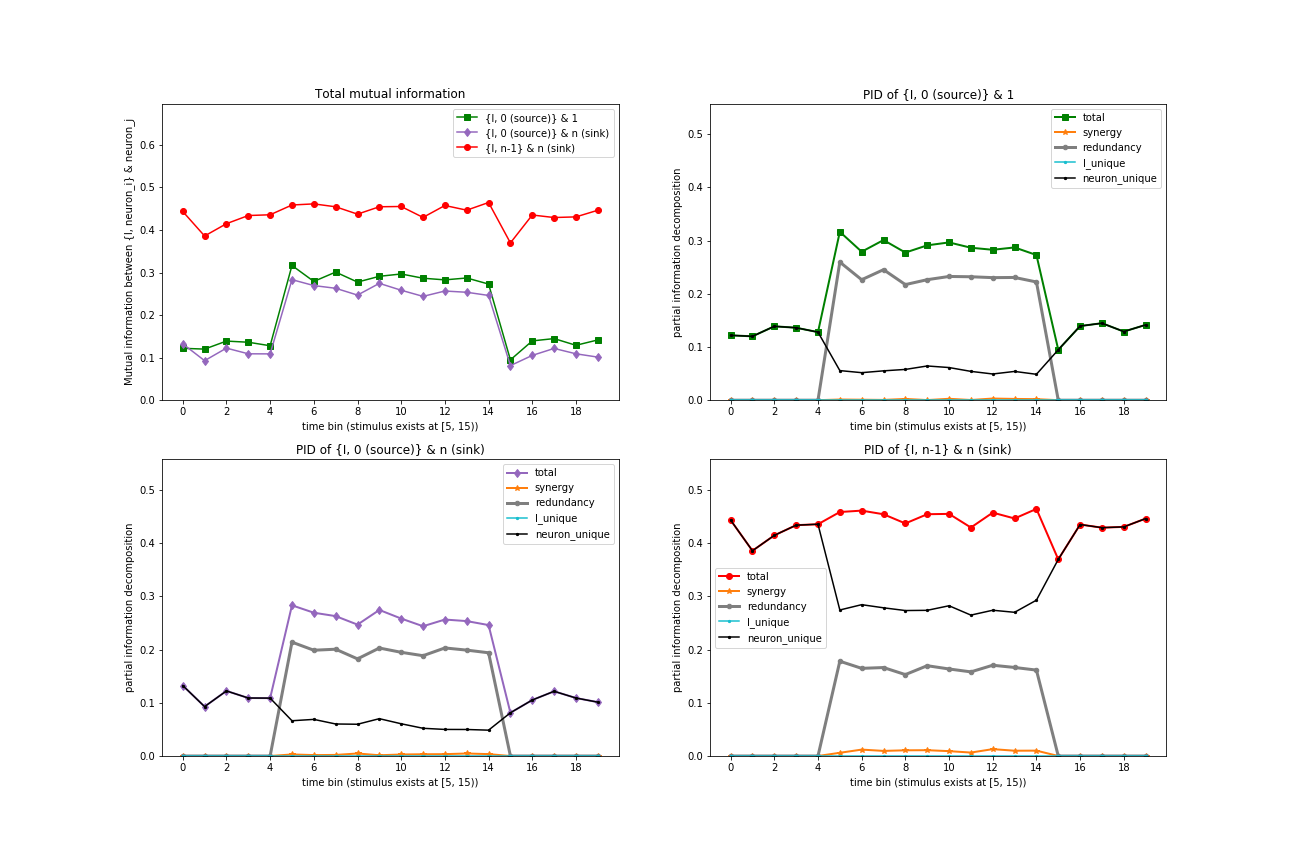 Total mutual information
Mutual information between {I, neuron_i} & neuron_j
0.6
0.5
0.4
0.3
0.2
0.1
0.0
{I, 0 (source)} & 1
{I, 0 (source)} & n (sink)
{I, n-1} & n (sink)
0 2 4 6 8 10 12 14 16 18
time bin (stimulus exists at [5, 15))
PID of {I, 0 (source)} & 1
partial information decomposition
0.5
0.4
0.3
0.2
0.1
0.0
total
synergy
redundancy
I_unique
neuron_unique
0 2 4 6 8 10 12 14 16 18
time bin (stimulus exists at [5, 15))
PID of {I, 0 (source)} & n (sink)
partial information decomposition
0.5
0.4
0.3
0.2
0.1
0.0
total
synergy
redundancy
I_unique
neuron_unique
0 2 4 6 8 10 12 14 16 18
time bin (stimulus exists at [5, 15))
PID of {I, n-1} & n (sink)
partial information decomposition
0.5
0.4
0.3
0.2
0.1
0.0
total
synergy
redundancy
I_unique
neuron_unique
0 2 4 6 8 10 12 14 16 18
time bin (stimulus exists at [5, 15))